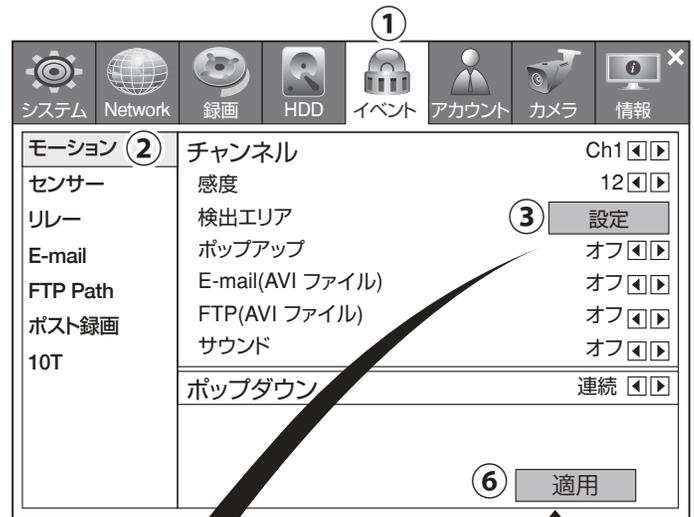 ①
システム Network 録画 HDD イベント アカウント カメラ 情報 ×
モーション ②
センサー
リレー
E-mail
FTP Path
ポスト録画
10T
チャンネル Ch1
感度 12
検出エリア ③ 設定
ポップアップ オフ
E-mail(AVI ファイル) オフ
FTP(AVI ファイル) オフ
サウンド オフ
ポップダウン 連続
⑥ 適用